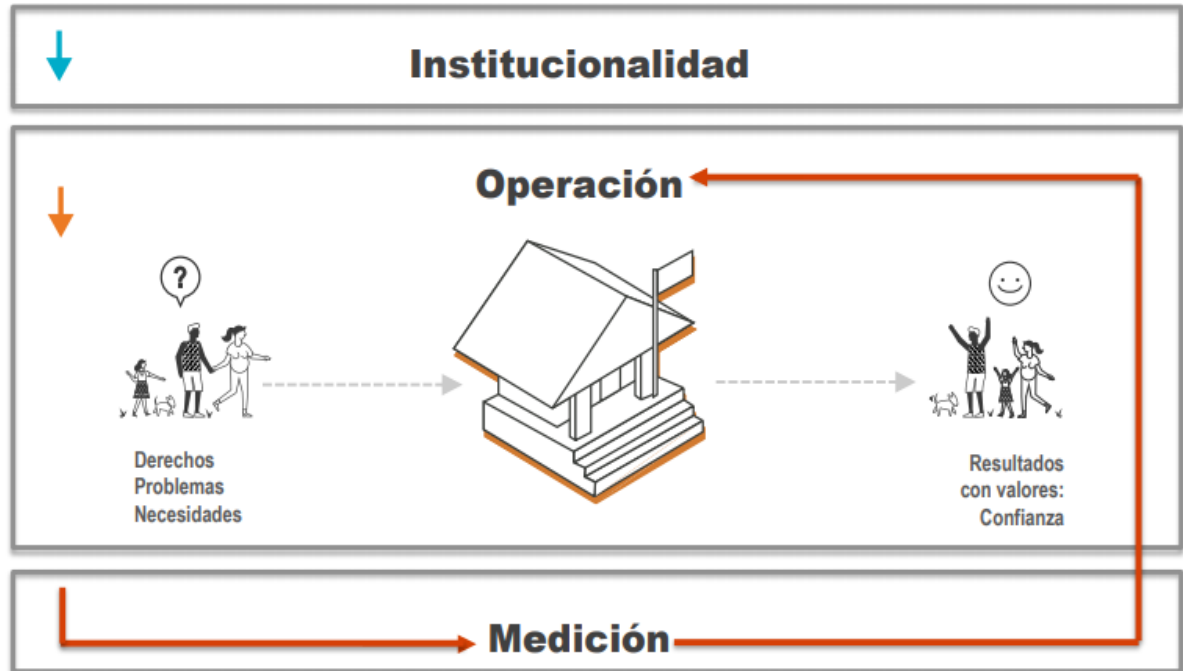 Institucionalidad
Operación
?
Derechos
Problemas
Necesidades
Resultados
con valores:
Confianza
Medición